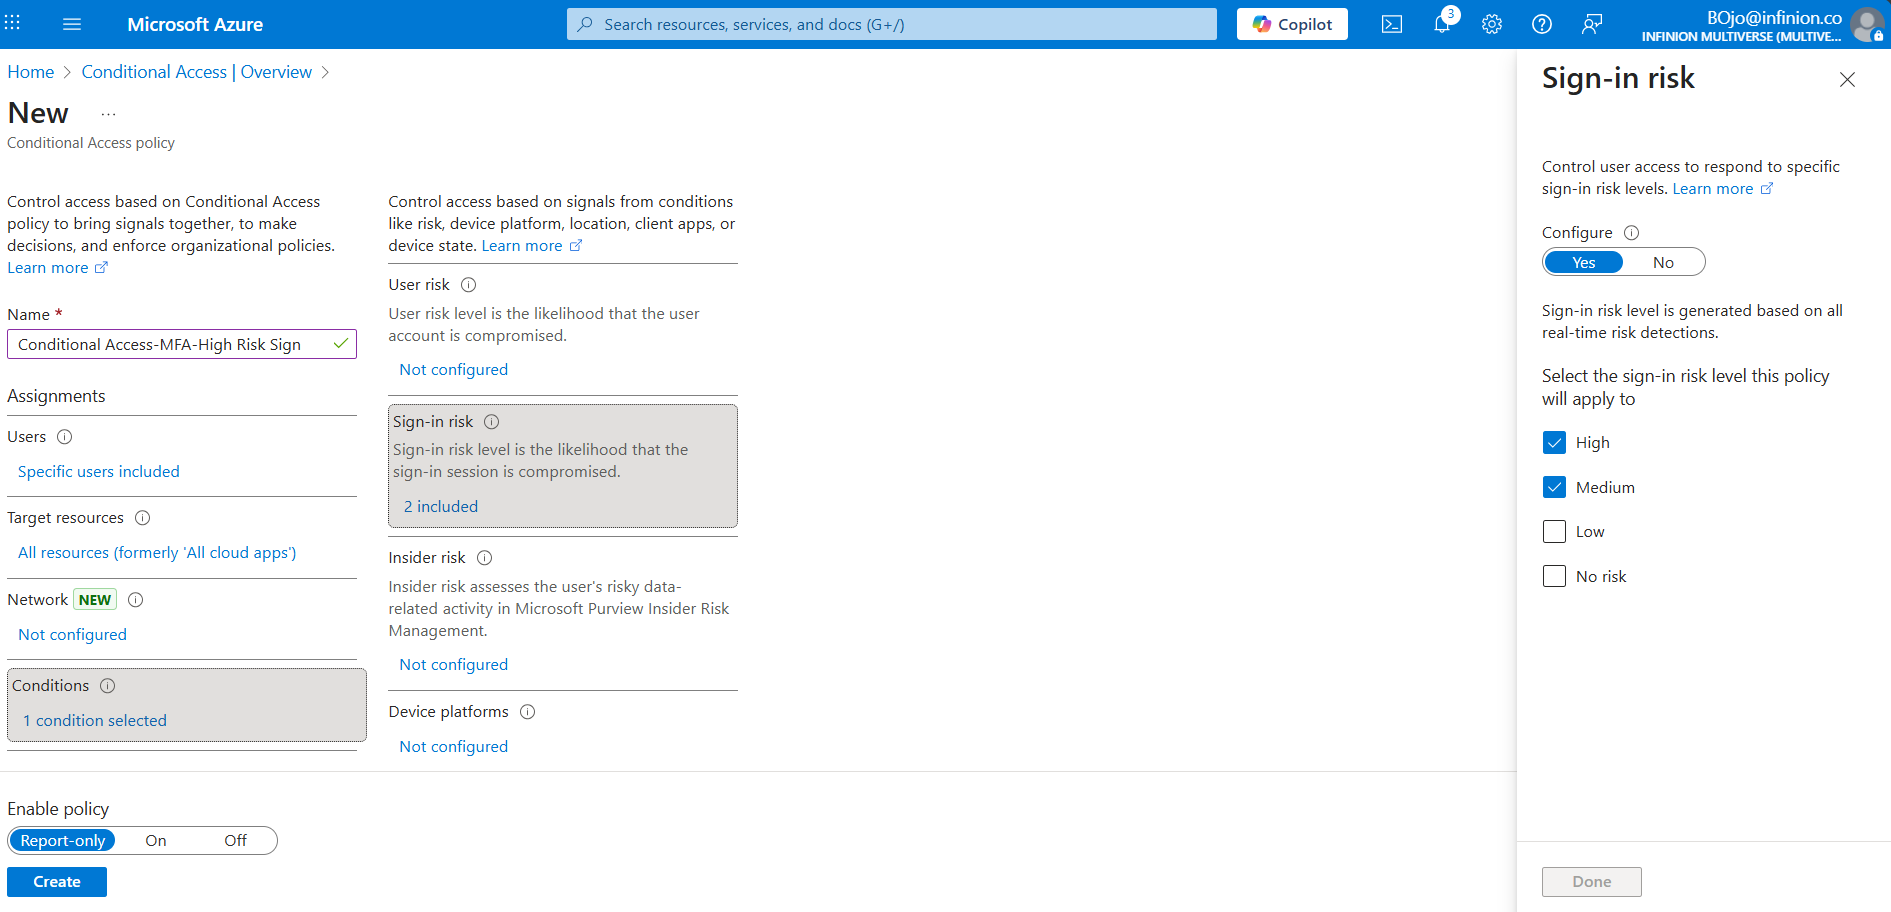 Microsoft Azure
Search resources, services, and docs (G+/)
Copilot
3
BOjo@infinion.co
INFINION MULTIVERSE (MULTIVE...
Home > Conditional Access | Overview >
New ...
Conditional Access policy
Control access based on Conditional Access
policy to bring signals together, to make
decisions, and enforce organizational policies.
Learn more
Name *
Conditional Access-MFA-High Risk Sign
Assignments
Users
Specific users included
Target resources
All resources (formerly 'All cloud apps')
Network NEW
Not configured
Conditions
1 condition selected
Control access based on signals from conditions
like risk, device platform, location, client apps, or
device state. Learn more
User risk
User risk level is the likelihood that the user
account is compromised.
Not configured
Sign-in risk
Sign-in risk level is the likelihood that the
sign-in session is compromised.
2 included
Insider risk
Insider risk assesses the user's risky data-
related activity in Microsoft Purview Insider Risk
Management.
Not configured
Device platforms
Not configured
Enable policy
Report-only On Off
Create
Sign-in risk
Control user access to respond to specific
sign-in risk levels. Learn more
Configure
Yes No
Sign-in risk level is generated based on all
real-time risk detections.
Select the sign-in risk level this policy
will apply to
High
Medium
Low
No risk
Done